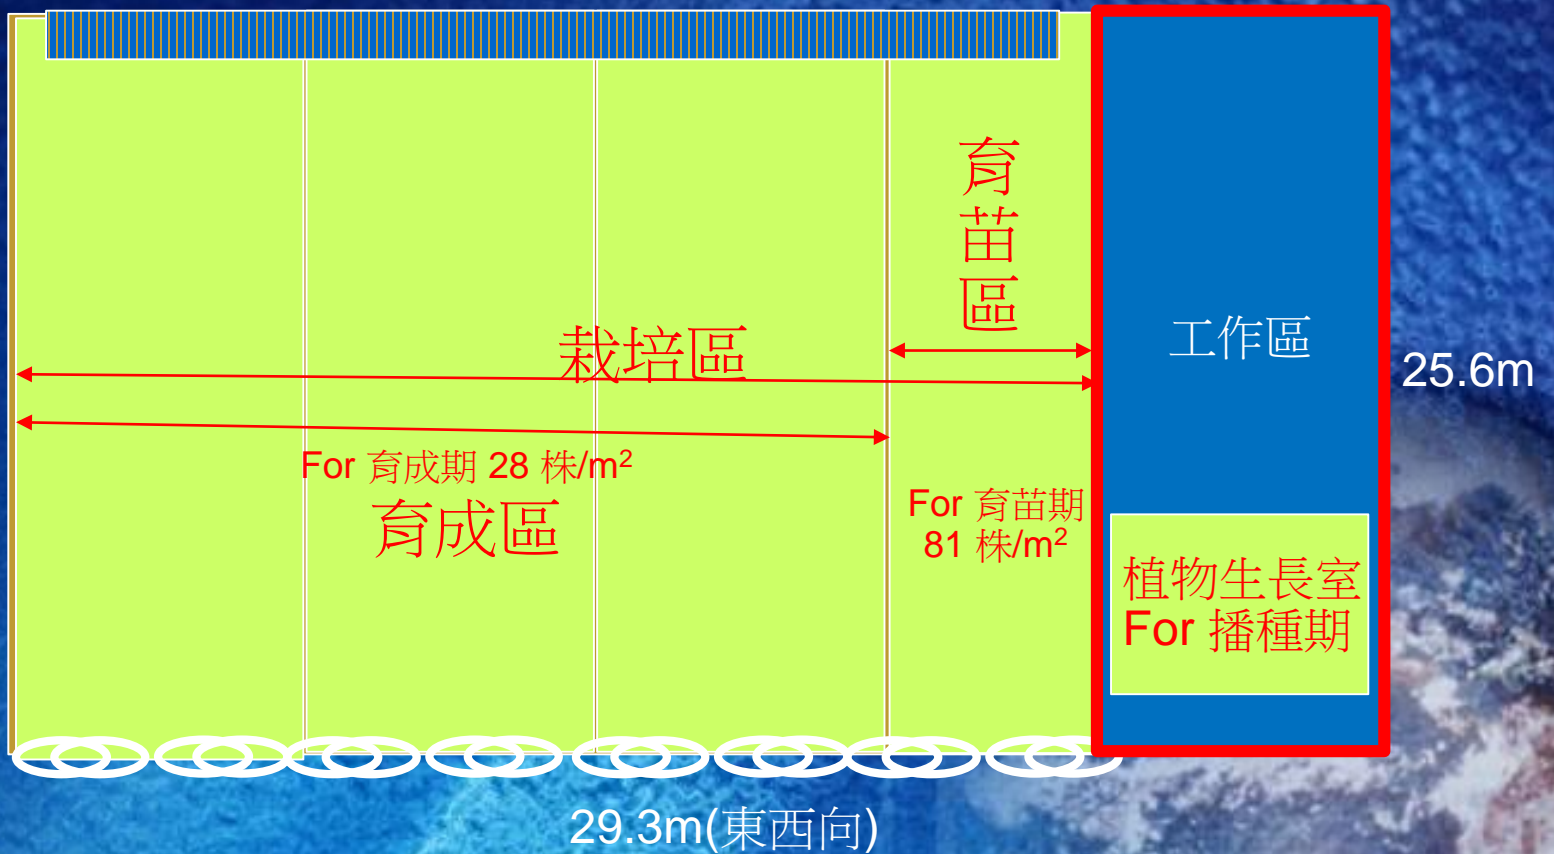 育
苗
區
栽培區
工作區
25.6m
For 育成期 28 株/m²
育成區
For 育苗期
81 株/m²
植物生長室
For 播種期
29.3m(東西向)